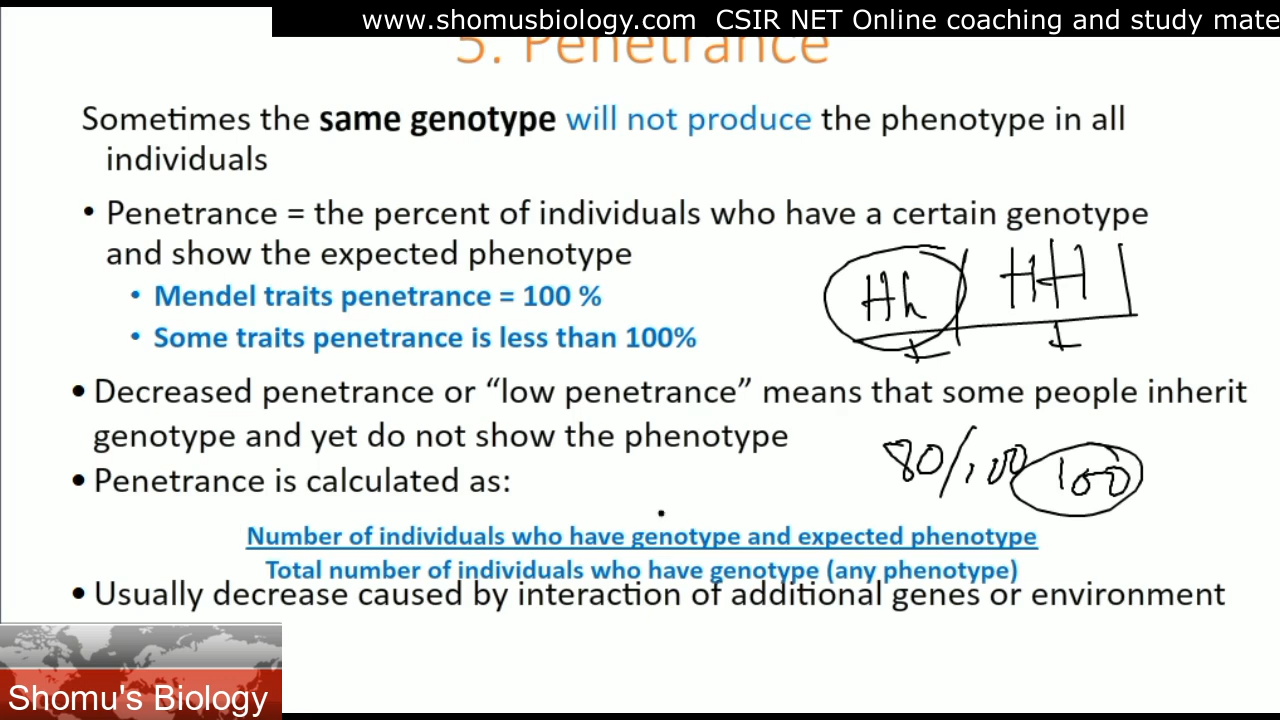 www.shomusbiology.com CSIR NET Online coaching and study mate
5. Penetrance
Sometimes the same genotype will not produce the phenotype in all
individuals
• Penetrance = the percent of individuals who have a certain genotype
and show the expected phenotype
• Mendel traits penetrance = 100 %
• Some traits penetrance is less than 100%
Hh HH
• Decreased penetrance or “low penetrance” means that some people inherit
genotype and yet do not show the phenotype
80/100 100
• Penetrance is calculated as:
Number of individuals who have genotype and expected phenotype
Total number of individuals who have genotype (any phenotype)
• Usually decrease caused by interaction of additional genes or environment
Shomu's Biology